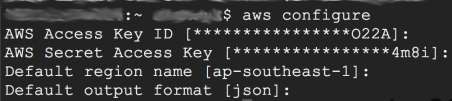 :~ $ aws configure
AWS Access Key ID [****************O22A]:
AWS Secret Access Key [****************4m8i]:
Default region name [ap-southeast-1]:
Default output format [json]: